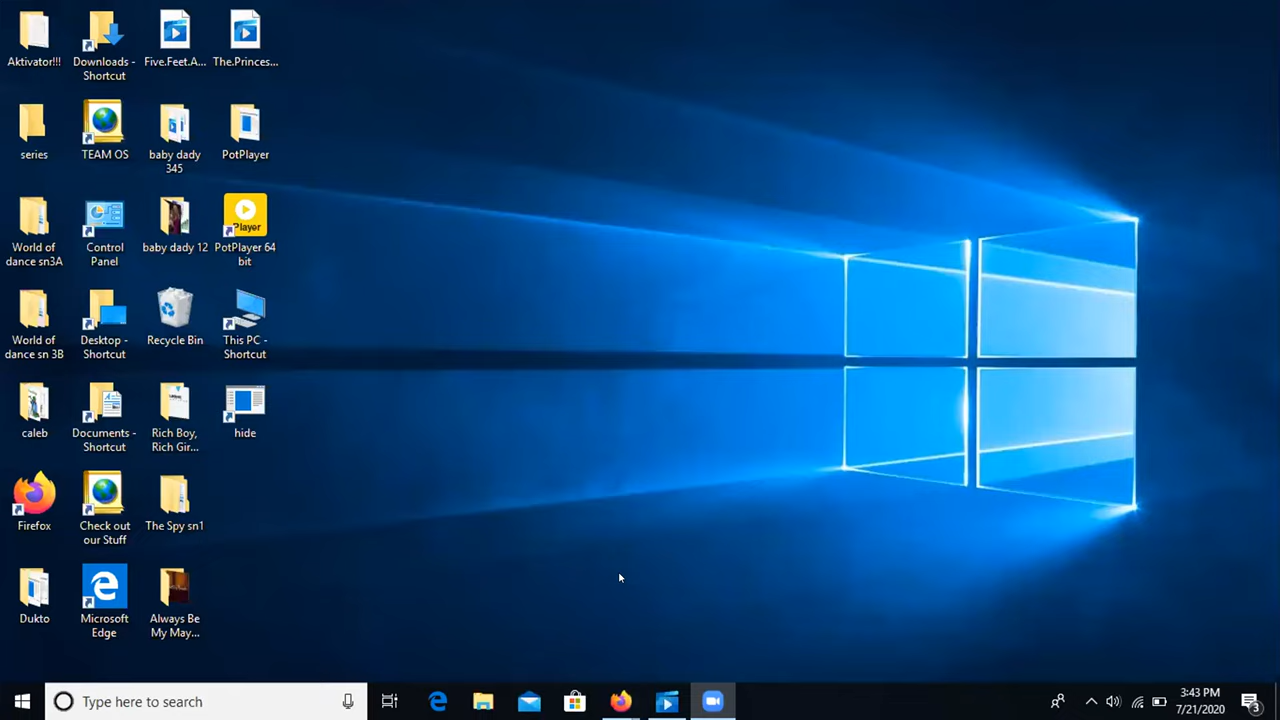 Aktivator!!!
Downloads -
Shortcut
Five.Feet.A...
The.Princes...
series
TEAM OS
baby dady
345
PotPlayer
World of
dance sn3A
Control
Panel
baby dady 12
Player
PotPlayer 64
bit
World of
dance sn 3B
Desktop -
Shortcut
Recycle Bin
This PC -
Shortcut
caleb
Documents -
Shortcut
Rich Boy,
Rich Gir...
hide
Firefox
Check out
our Stuff
The Spy sn1
Dukto
Microsoft
Edge
Always Be
My May...
Type here to search
3:43 PM
7/21/2020
3